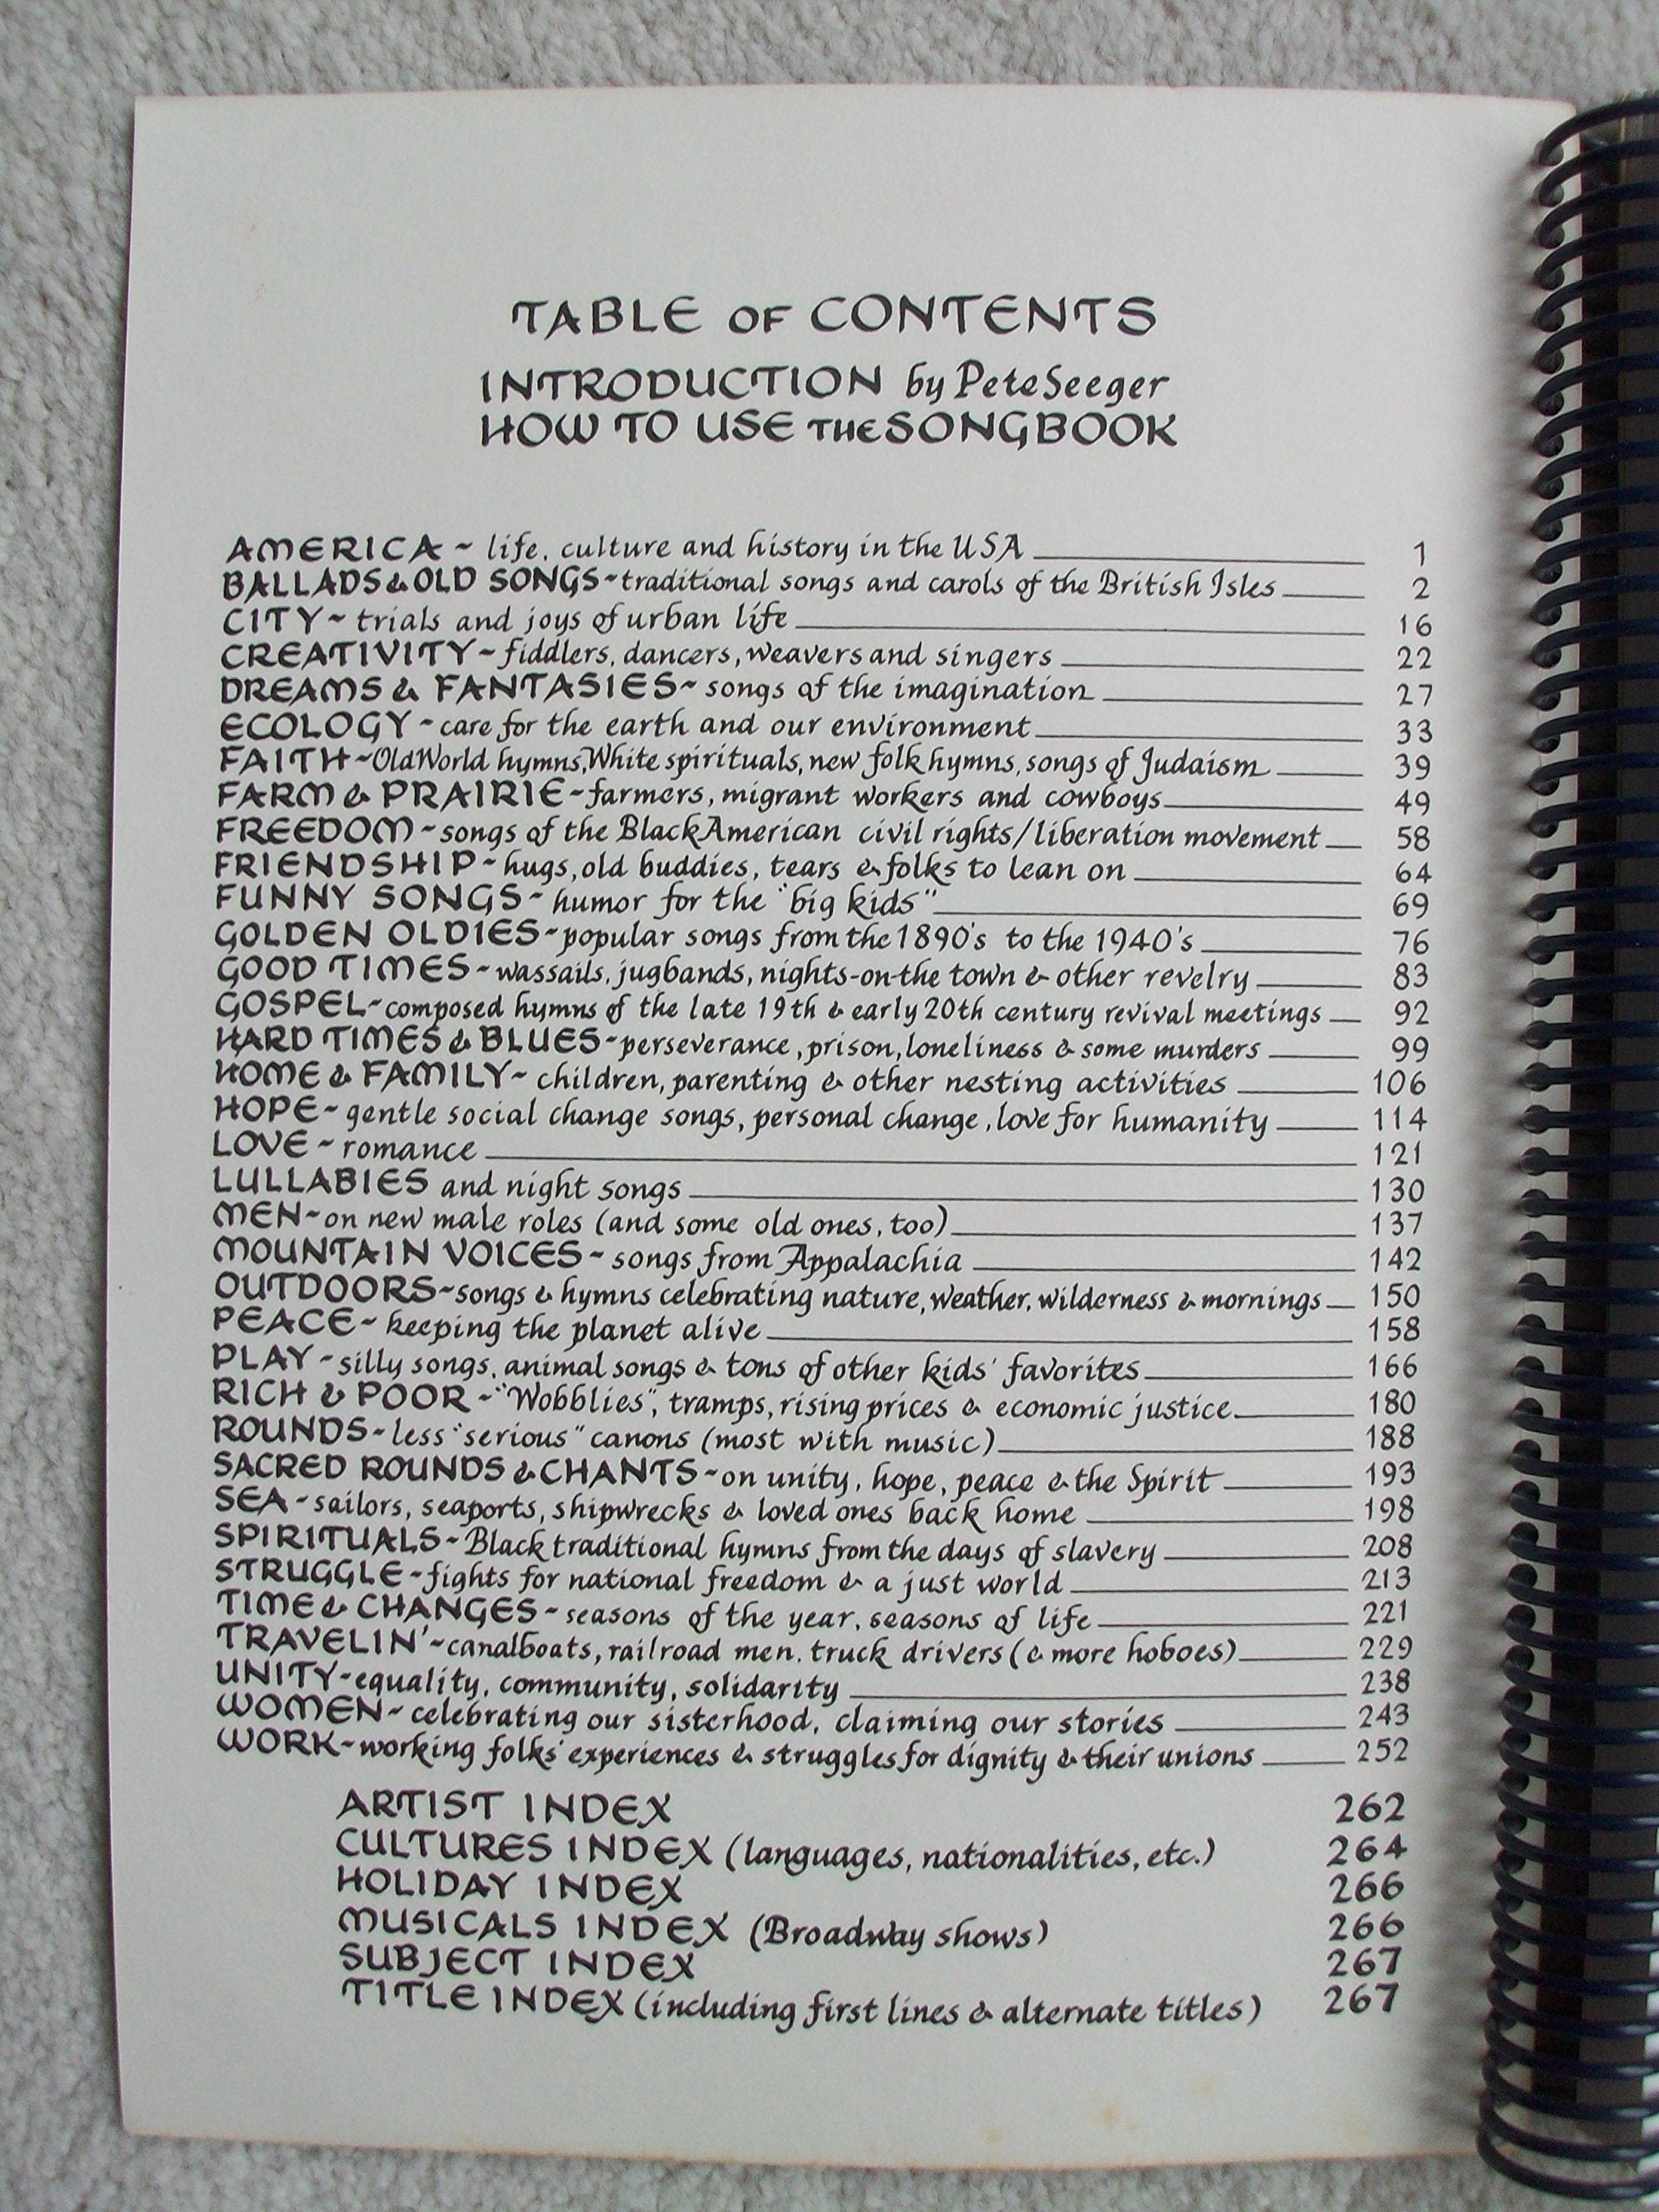 TABLE OF CONTENTS
INTRODUCTION by Pete Seeger
HOW TO USE THE SONGBOOK
AMERICA ~ life, culture and history in the USA 1
BALLADS & OLD SONGS ~ traditional songs and carols of the British Isles 2
CITY ~ trials and joys of urban life 16
CREATIVITY ~ fiddlers, dancers, weavers and singers 22
DREAMS & FANTASIES ~ songs of the imagination 27
ECOLOGY ~ care for the earth and our environment 33
FAITH ~ Old World hymns, White spirituals, new folk hymns, songs of Judaism 39
FARM & PRAIRIE ~ farmers, migrant workers and cowboys 49
FREEDOM ~ songs of the Black American civil rights/liberation movement 58
FRIENDSHIP ~ hugs, old buddies, tears & folks to lean on 64
FUNNY SONGS ~ humor for the "big kids" 69
GOLDEN OLDIES ~ popular songs from the 1890's to the 1940's 76
GOOD TIMES ~ wassails, jugbands, nights-on-the town & other revelry 83
GOSPEL ~ composed hymns of the late 19th & early 20th century revival meetings 92
HARD TIMES & BLUES ~ perseverance, prison, loneliness & some murders 99
HOME & FAMILY ~ children, parenting & other nesting activities 106
HOPE ~ gentle social change songs, personal change, love for humanity 114
LOVE ~ romance 121
LULLABIES and night songs 130
MEN ~ on new male roles (and some old ones, too) 137
MOUNTAIN VOICES ~ songs from Appalachia 142
OUTDOORS ~ songs & hymns celebrating nature, weather, wilderness & mornings 150
PEACE ~ keeping the planet alive 158
PLAY ~ silly songs, animal songs & tons of other kids' favorites 166
RICH & POOR ~ "Wobblies", tramps, rising prices & economic justice 180
ROUNDS ~ less "serious" canons (most with music) 188
SACRED ROUNDS & CHANTS ~ on unity, hope, peace & the Spirit 193
SEA ~ sailors, seaports, shipwrecks & loved ones back home 198
SPIRITUALS ~ Black traditional hymns from the days of slavery 208
STRUGGLE ~ fights for national freedom & a just world 213
TIME & CHANGES ~ seasons of the year, seasons of life 221
TRAVELIN' ~ canalboats, railroad men, truck drivers (& more hoboes) 229
UNITY ~ equality, community, solidarity 238
WOMEN ~ celebrating our sisterhood, claiming our stories 243
WORK ~ working folks' experiences & struggles for dignity & their unions 252
ARTIST INDEX 262
CULTURES INDEX (languages, nationalities, etc.) 264
HOLIDAY INDEX 266
MUSICALS INDEX (Broadway shows) 266
SUBJECT INDEX 267
TITLE INDEX (including first lines & alternate titles) 267